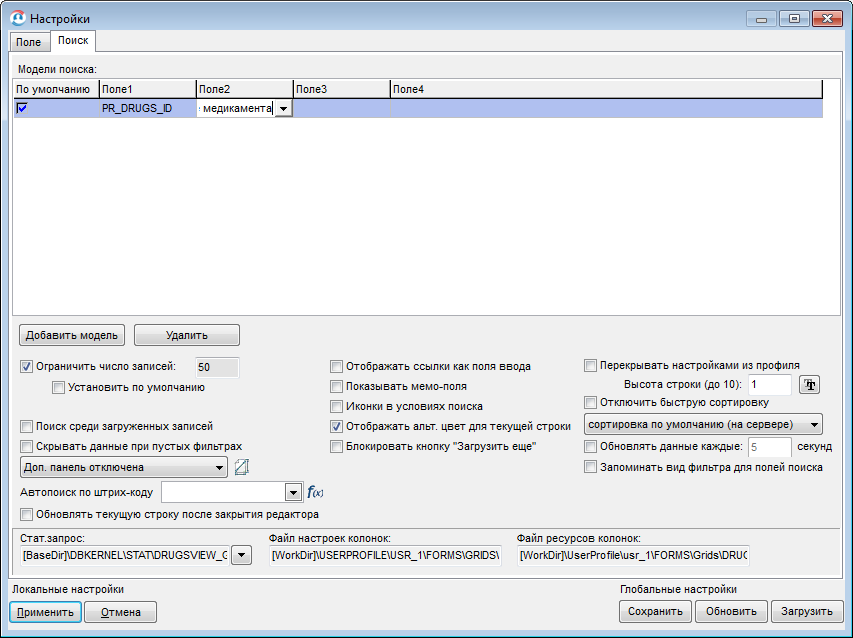 Настройки
Поле Поиск
Модели поиска:
По умолчанию Поле1 Поле2 Поле3 Поле4
PR_DRUGS_ID медикамента
Добавить модель Удалить
Ограничить число записей: 50 Отображать ссылки как поля ввода Перекрывать настройками из профиля
Установить по умолчанию Показывать мемо-поля Высота строки (до 10): 1
Иконки в условиях поиска Отключить быструю сортировку
Поиск среди загруженных записей Отображать альт. цвет для текущей строки сортировка по умолчанию (на сервере)
Скрывать данные при пустых фильтрах Блокировать кнопку "Загрузить еще" Обновлять данные каждые: 5 секунд
Доп. панель отключена Запоминать вид фильтра для полей поиска
Автопоиск по штрих-коду f(x)
Обновлять текущую строку после закрытия редактора
Стат.запрос: Файл настроек колонок: Файл ресурсов колонок:
[BaseDir]\DBKERNEL\STAT\DRUGSVIEW_G [WorkDir]\USERPROFILE\USR_1\FORMS\GRIDS\ [WorkDir]\UserProfile\usr_1\FORMS\Grids\DRUG
Локальные настройки Глобальные настройки
Применить Отмена Сохранить Обновить Загрузить